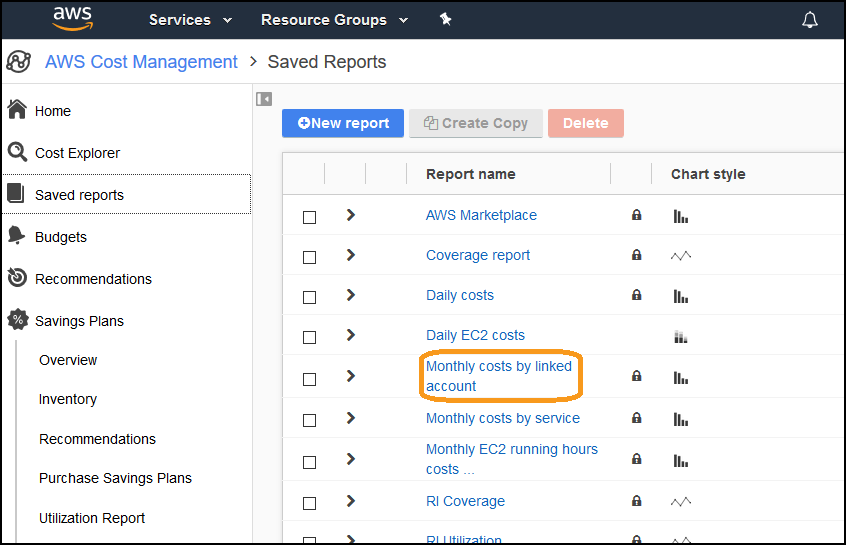 aws Services Resource Groups
AWS Cost Management > Saved Reports
Home
Cost Explorer
Saved reports
Budgets
Recommendations
Savings Plans
Overview
Inventory
Recommendations
Purchase Savings Plans
Utilization Report
New report Create Copy Delete
Report name Chart style
AWS Marketplace
Coverage report
Daily costs
Daily EC2 costs
Monthly costs by linked
account
Monthly costs by service
Monthly EC2 running hours
costs ...
RI Coverage
RI Utilization